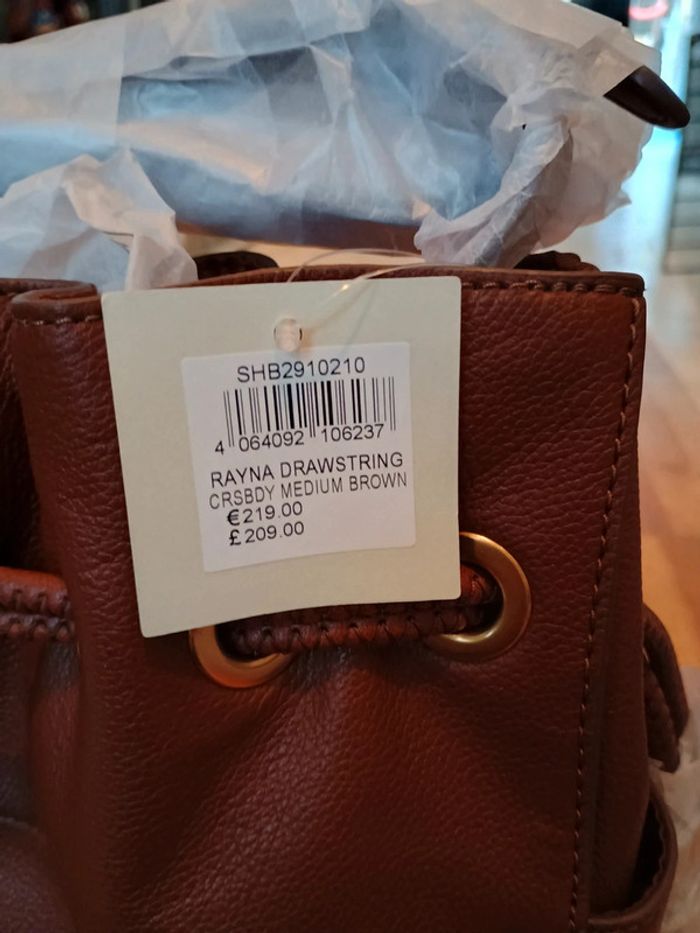 SHB2910210
4 064092 106237
RAYNA DRAWSTRING
CRSBDY MEDIUM BROWN
€219.00
£209.00